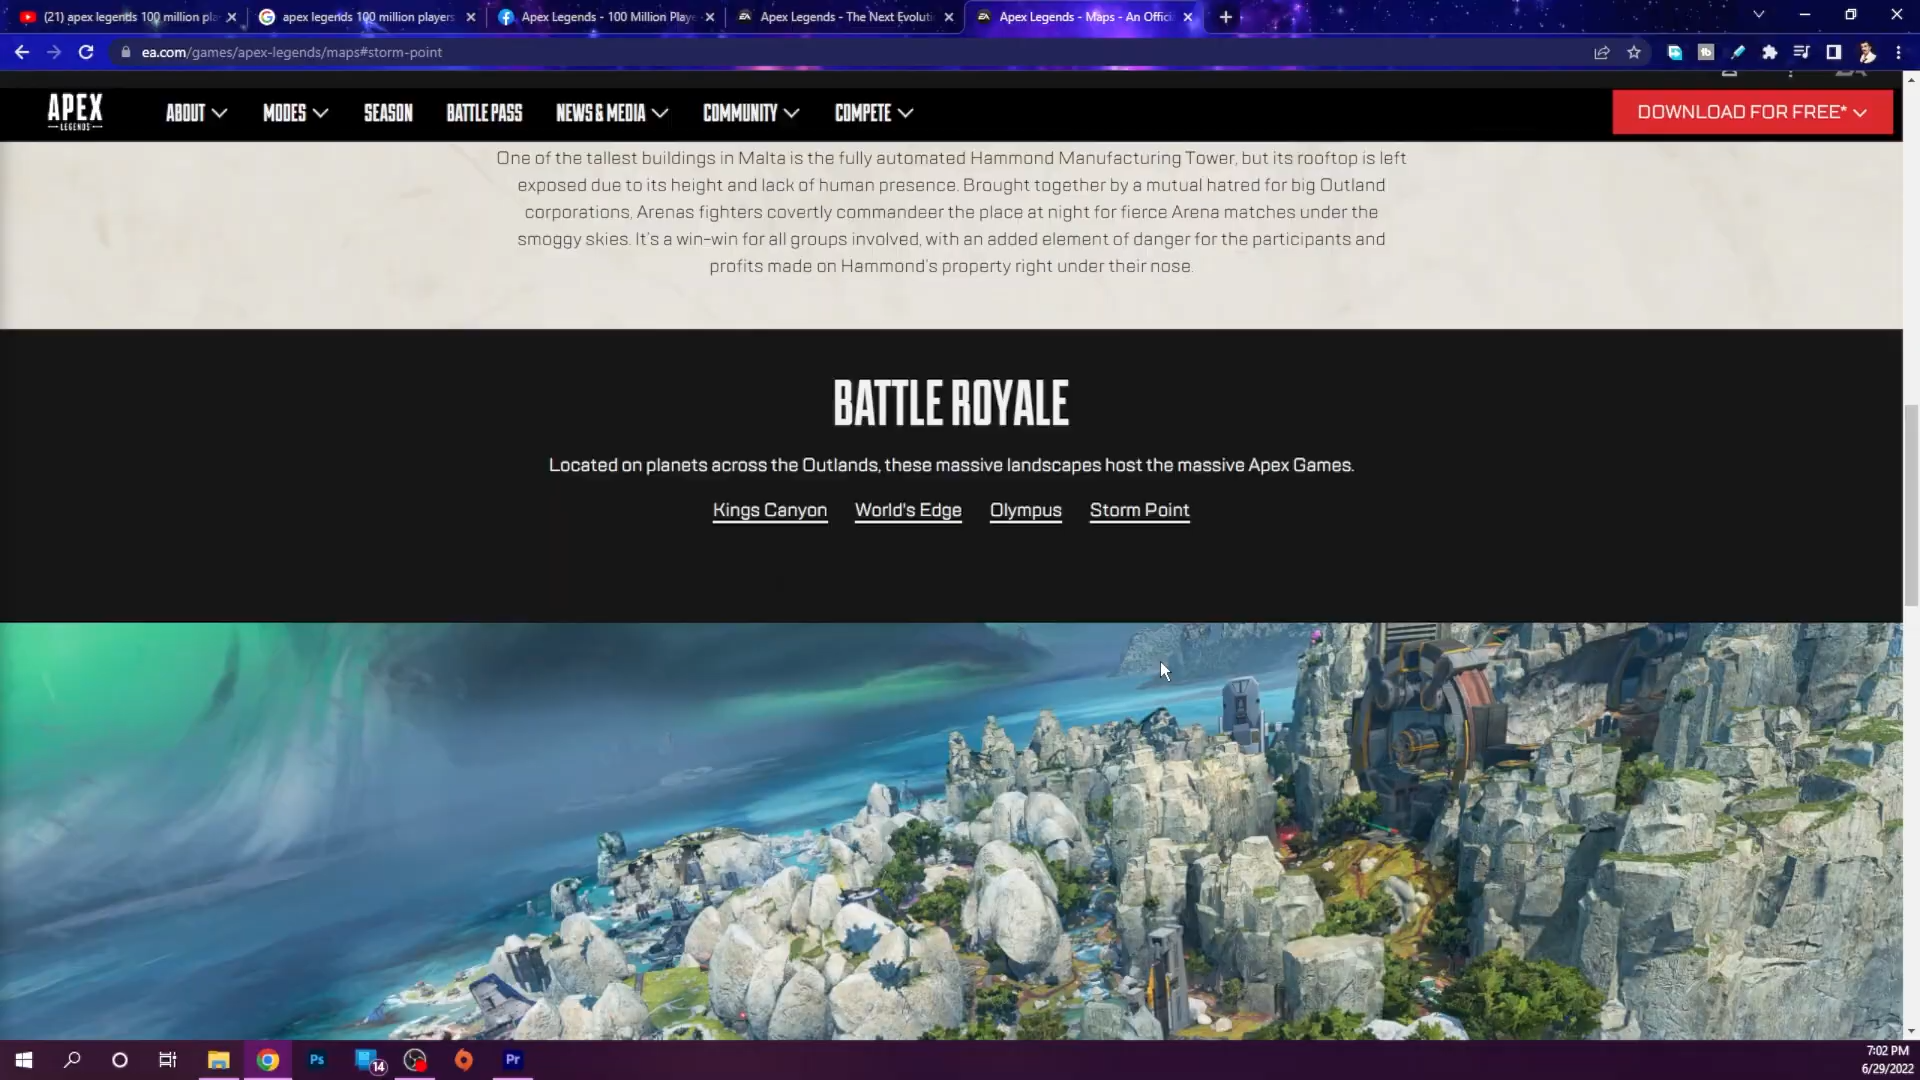 (21) apex legends 100 million pla
apex legends 100 million players
Apex Legends - 100 Million Playe
Apex Legends - The Next Evoluti
Apex Legends - Maps - An Offici
ea.com/games/apex-legends/maps#storm-point
APEX
LEGENDS
ABOUT
MODES
SEASON
BATTLE PASS
NEWS & MEDIA
COMMUNITY
COMPETE
DOWNLOAD FOR FREE*
One of the tallest buildings in Malta is the fully automated Hammond Manufacturing Tower, but its rooftop is left
exposed due to its height and lack of human presence. Brought together by a mutual hatred for big Outland
corporations, Arenas fighters covertly commandeer the place at night for fierce Arena matches under the
smoggy skies. It's a win-win for all groups involved, with an added element of danger for the participants and
profits made on Hammond's property right under their nose.
BATTLE ROYALE
Located on planets across the Outlands, these massive landscapes host the massive Apex Games.
Kings Canyon
World's Edge
Olympus
Storm Point
Ps
14
Pr
7:02 PM
6/29/2022